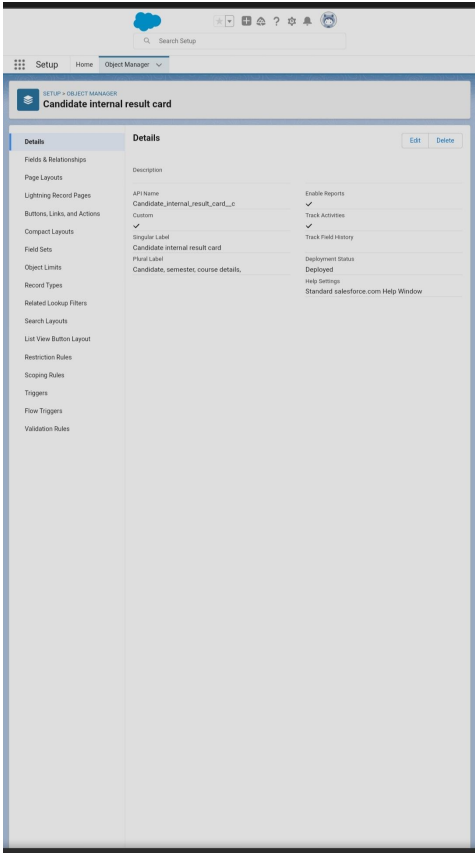 Search Setup
Setup Home Object Manager
SETUP > OBJECT MANAGER
Candidate internal result card
Details
Fields & Relationships
Page Layouts
Lightning Record Pages
Buttons, Links, and Actions
Compact Layouts
Field Sets
Object Limits
Record Types
Related Lookup Filters
Search Layouts
List View Button Layout
Restriction Rules
Scoping Rules
Triggers
Flow Triggers
Validation Rules
Details
Edit Delete
Description
API Name
Candidate_internal_result_card__c
Custom
Singular Label
Candidate internal result card
Plural Label
Candidate, semester, course details,
Enable Reports
Track Activities
Track Field History
Deployment Status
Deployed
Help Settings
Standard salesforce.com Help Window